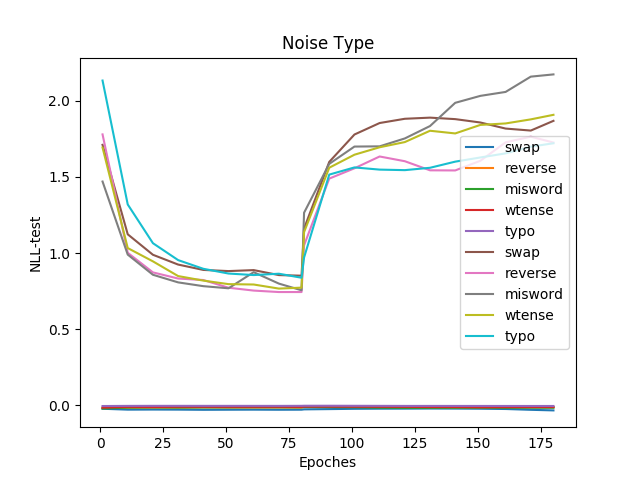 Noise Type
NLL-test
2.0
1.5
1.0
0.5
0.0
swap
reverse
misword
wtense
typo
swap
reverse
misword
wtense
typo
0 25 50 75 100 125 150 175
Epoches